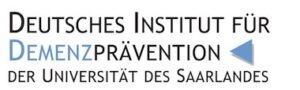 DEUTSCHES INSTITUT FÜR
DEMENZPRÄVENTION
DER UNIVERSITÄT DES SAARLANDES